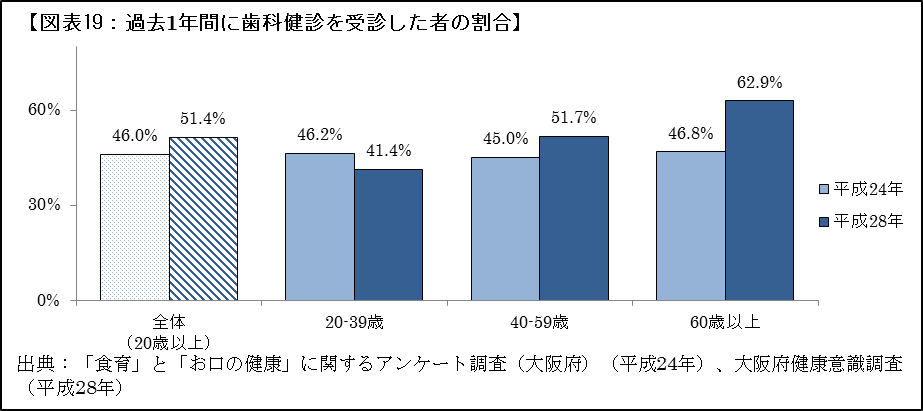 【図表19：過去1年間に歯科健診を受診した者の割合】
62.9%
60%
51.4%
51.7%
46.0%
46.2%
45.0%
46.8%
41.4%
平成24年
30%
平成28年
0%
全体
（20歳以上）
20-39歳
40-59歳
60歳以上
出典：「食育」と「お口の健康」に関するアンケート調査（大阪府）（平成24年）、大阪府健康意識調査
（平成28年）